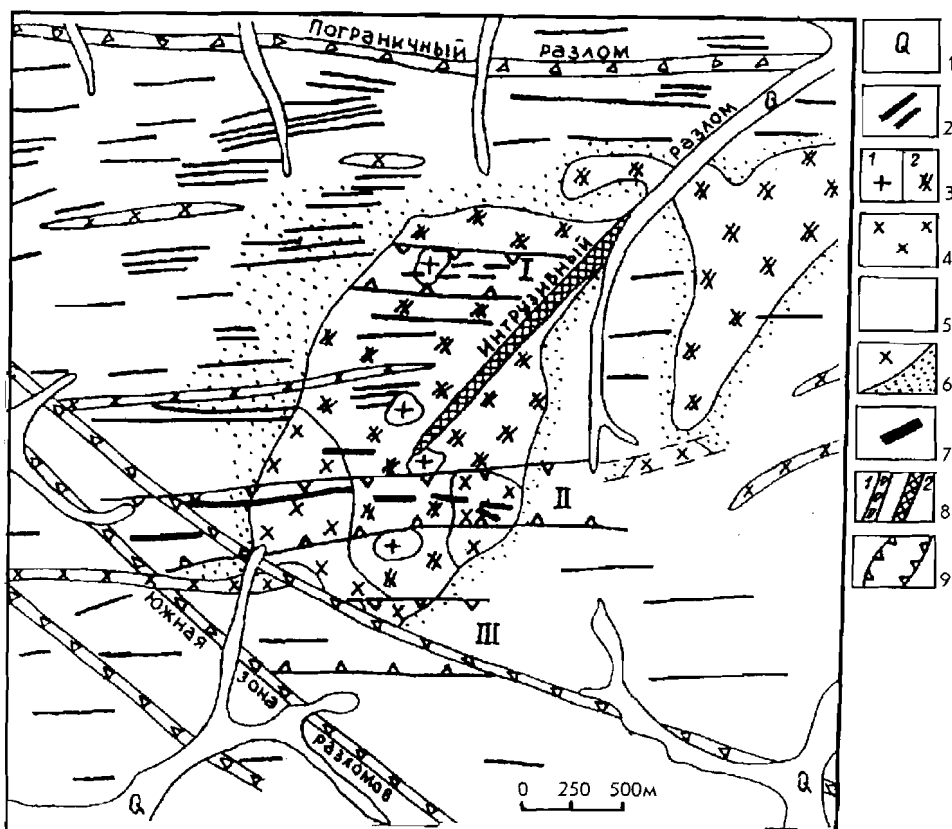 Пограничный разлом
Q
1
2
1 2
3
4
5
6
7
1 2
8
9
Q
разлом
Интрузивный
I
II
III
Южная
зона
разломов
0 250 500м
Q
Q